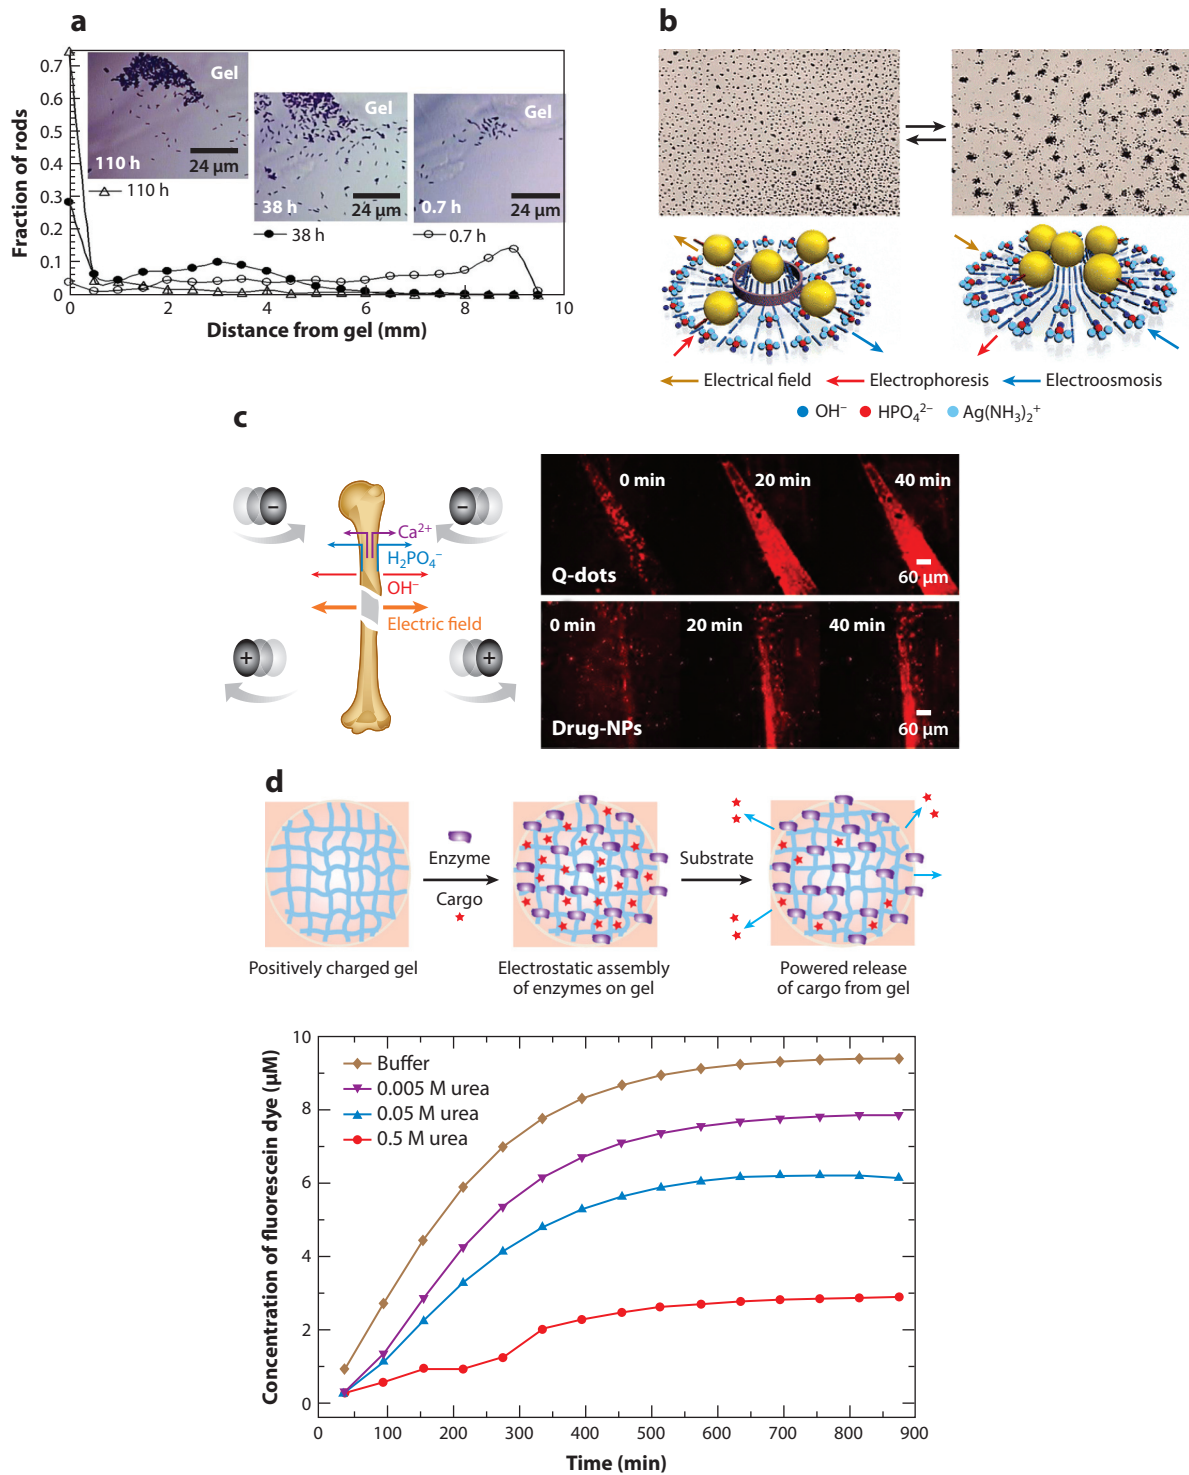 a
Fraction of rods
0.7
0.6
0.5
0.4
0.3
0.2
0.1
0
0
2
4
6
8
10
Distance from gel (mm)
Gel
110 h
24 µm
110 h
Gel
38 h
24 µm
38 h
Gel
0.7 h
24 µm
0.7 h
b
Electrical field
Electrophoresis
Electroosmosis
OH⁻
HPO₄²⁻
Ag(NH₃)₂⁺
c
−
−
Ca²⁺
H₂PO₄⁻
OH⁻
Electric field
+
+
0 min
20 min
40 min
Q-dots
60 µm
0 min
20 min
40 min
Drug-NPs
60 µm
d
Enzyme
Cargo
Substrate
Positively charged gel
Electrostatic assembly
of enzymes on gel
Powered release
of cargo from gel
Concentration of fluorescein dye (µM)
10
8
6
4
2
0
Buffer
0.005 M urea
0.05 M urea
0.5 M urea
0
100
200
300
400
500
600
700
800
900
Time (min)